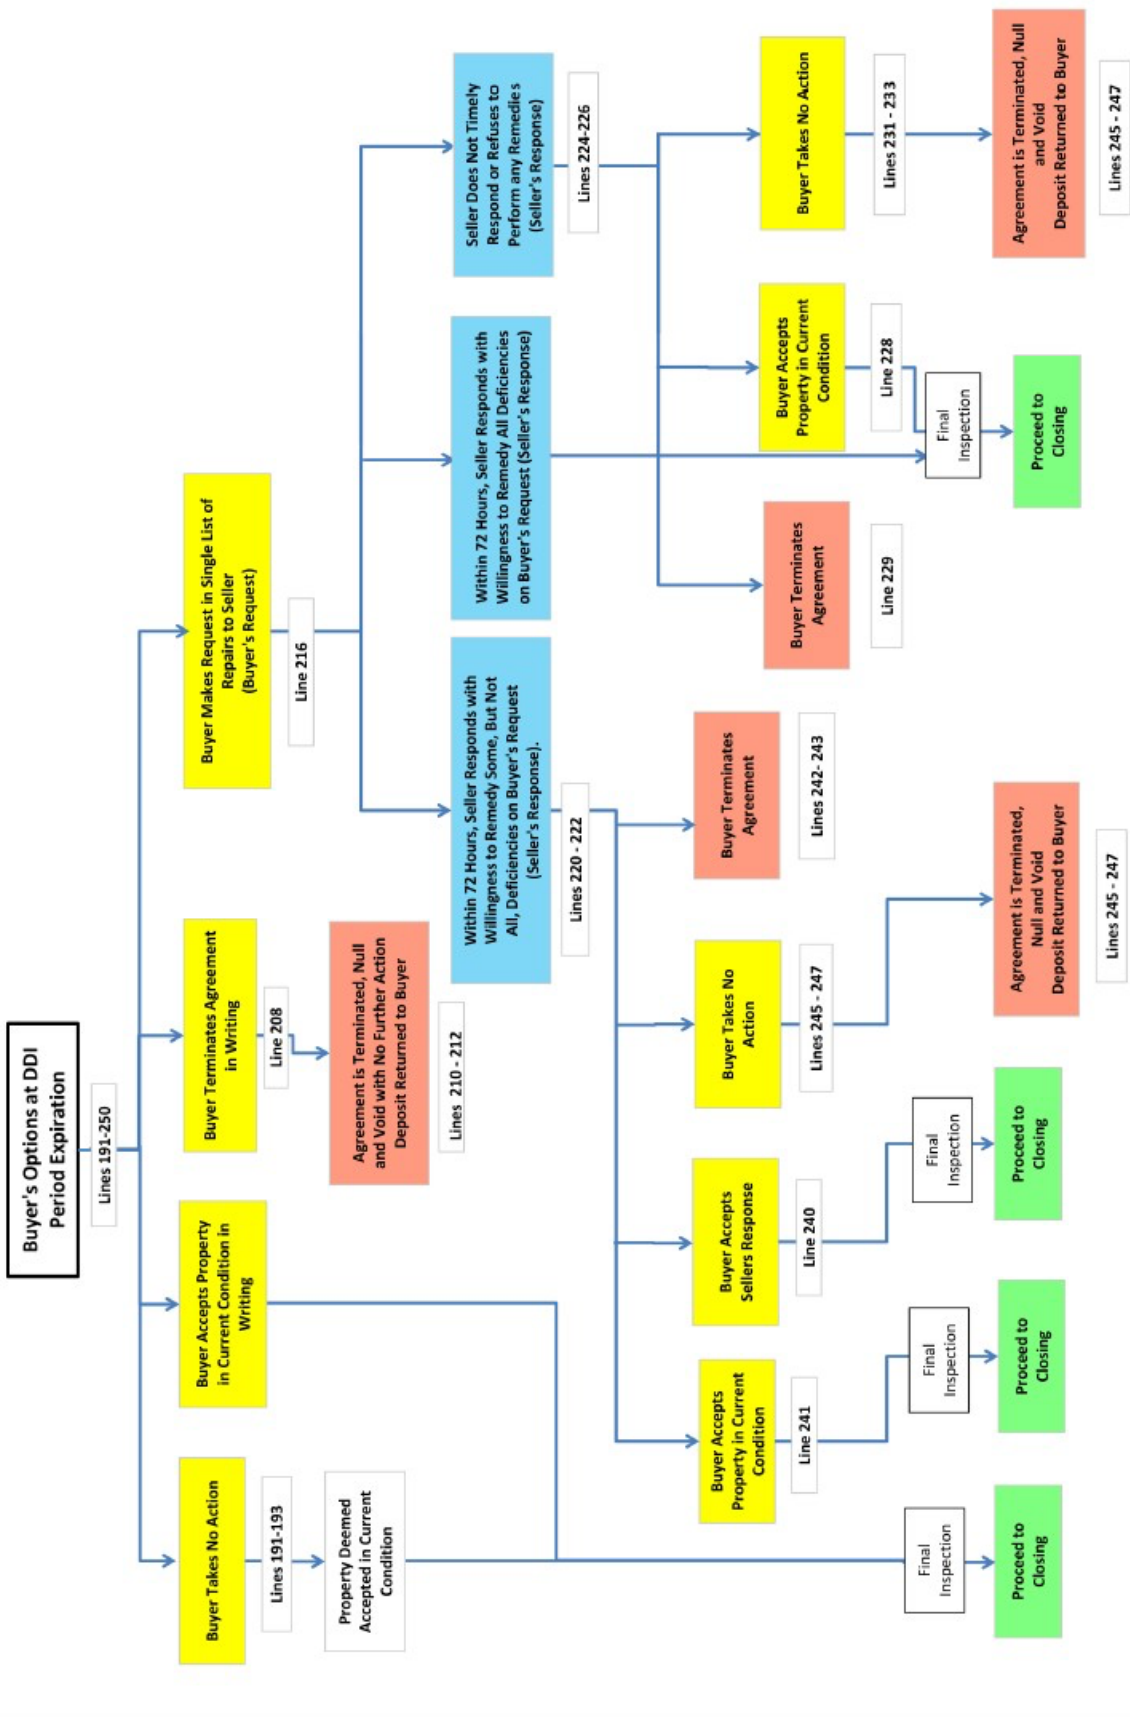 Buyer's Options at DDI
Period Expiration
Lines 191-250
Buyer Takes No Action
Lines 191-193
Property Deemed
Accepted in Current
Condition
Final
Inspection
Proceed to
Closing
Buyer Accepts Property
in Current Condition in
Writing
Buyer Terminates Agreement
in Writing
Line 208
Agreement is Terminated, Null
and Void with No Further Action
Deposit Returned to Buyer
Lines 210 - 212
Buyer Makes Request in Single List of
Repairs to Seller
(Buyer's Request)
Line 216
Within 72 Hours, Seller Responds with
Willingness to Remedy Some, But Not
All, Deficiencies on Buyer's Request
(Seller's Response).
Lines 220 - 222
Buyer Accepts
Property in Current
Condition
Line 241
Final
Inspection
Proceed to
Closing
Buyer Accepts
Sellers Response
Line 240
Final
Inspection
Proceed to
Closing
Buyer Takes No
Action
Lines 245 - 247
Agreement is Terminated,
Null and Void
Deposit Returned to Buyer
Lines 245 - 247
Buyer Terminates
Agreement
Lines 242- 243
Within 72 Hours, Seller Responds with
Willingness to Remedy All Deficiencies
on Buyer's Request (Seller's Response)
Seller Does Not Timely
Respond or Refuses to
Perform any Remedies
(Seller's Response)
Lines 224-226
Buyer Terminates
Agreement
Line 229
Buyer Accepts
Property in Current
Condition
Line 228
Final
Inspection
Proceed to
Closing
Buyer Takes No Action
Lines 231 - 233
Agreement is Terminated, Null
and Void
Deposit Returned to Buyer
Lines 245 - 247